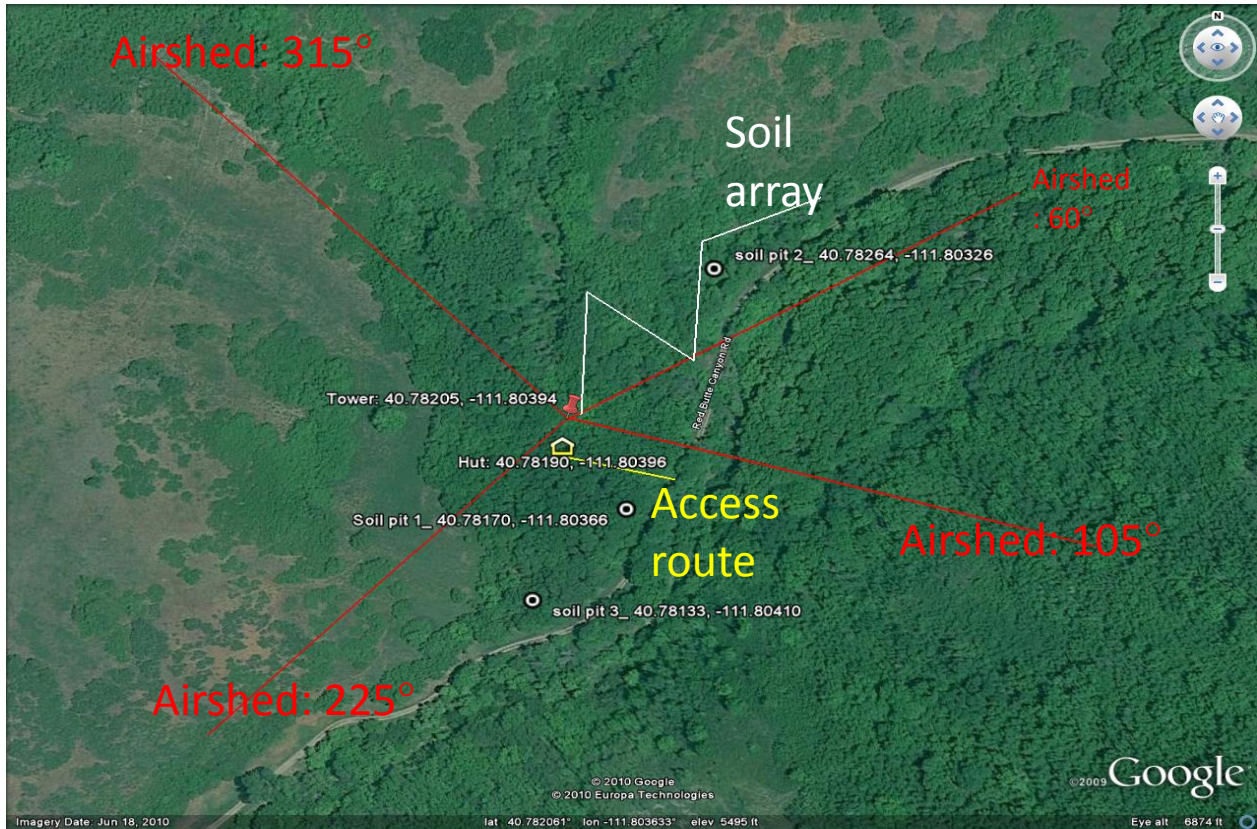 Airshed: 315°
N
Soil
array
Airshed
: 60°
soil pit 2_ 40.78264, -111.80326
Red Butte Canyon Rd
Tower: 40.78205, -111.80394
Hut: 40.78190, -111.80396
Access
route
Soil pit 1_ 40.78170, -111.80366
Airshed: 105°
soil pit 3_ 40.78133, -111.80410
Airshed: 225°
© 2010 Google
© 2010 Europa Technologies
©2009 Google
Imagery Date: Jun 18, 2010
lat 40.782061° lon -111.803633° elev 5495 ft
Eye alt 6874 ft